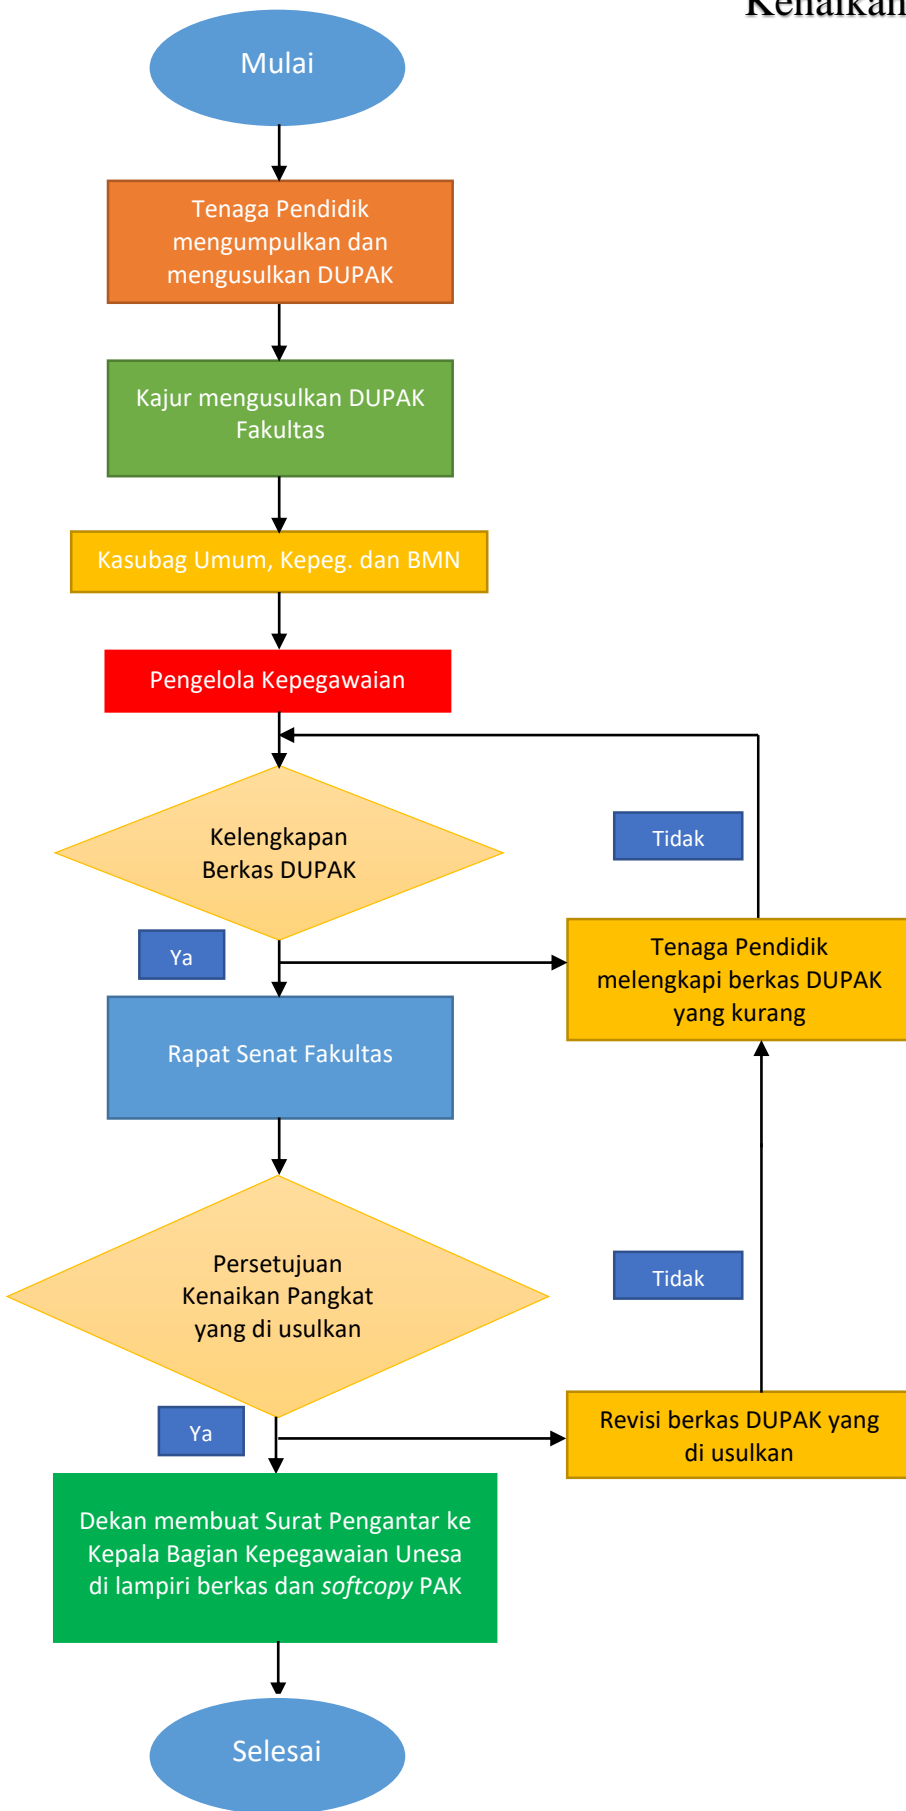 Kenaikan
Mulai
Tenaga Pendidik
mengumpulkan dan
mengusulkan DUPAK
Kajur mengusulkan DUPAK
Fakultas
Kasubag Umum, Kepeg. dan BMN
Pengelola Kepegawaian
Kelengkapan
Berkas DUPAK
Tidak
Ya
Tenaga Pendidik
melengkapi berkas DUPAK
yang kurang
Rapat Senat Fakultas
Persetujuan
Kenaikan Pangkat
yang di usulkan
Tidak
Ya
Revisi berkas DUPAK yang
di usulkan
Dekan membuat Surat Pengantar ke
Kepala Bagian Kepegawaian Unesa
di lampiri berkas dan softcopy PAK
Selesai